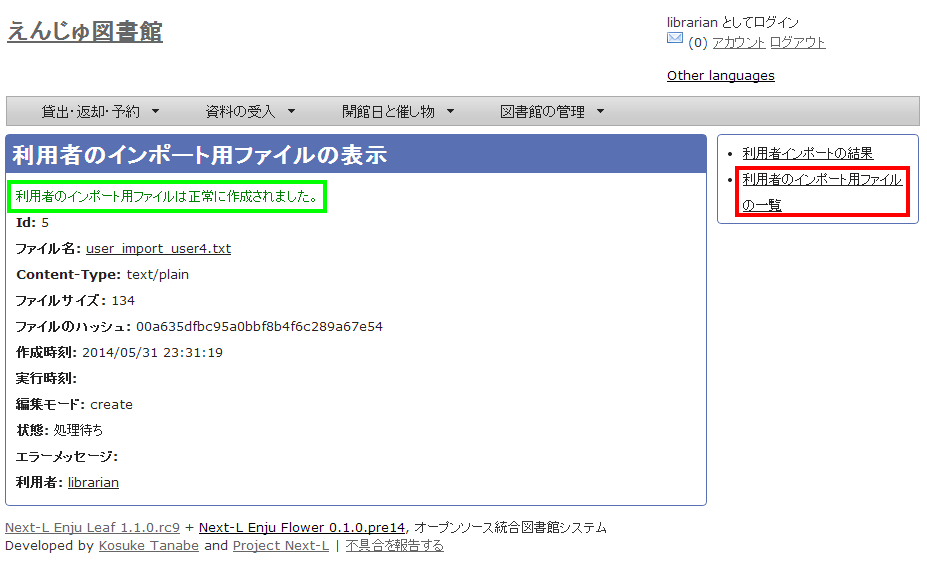 えんじゅ図書館
librarian としてログイン
(0) アカウント ログアウト
Other languages
貸出・返却・予約 資料の受入 開館日と催し物 図書館の管理
利用者のインポート用ファイルの表示
利用者のインポート用ファイルは正常に作成されました。
Id: 5
ファイル名: user_import_user4.txt
Content-Type: text/plain
ファイルサイズ: 134
ファイルのハッシュ: 00a635dfbc95a0bbf8b4f6c289a67e54
作成時刻: 2014/05/31 23:31:19
実行時刻:
編集モード: create
状態: 処理待ち
エラーメッセージ:
利用者: librarian
利用者インポートの結果
利用者のインポート用ファイル
の一覧
Next-L Enju Leaf 1.1.0.rc9 + Next-L Enju Flower 0.1.0.pre14, オープンソース統合図書館システム
Developed by Kosuke Tanabe and Project Next-L | 不具合を報告する